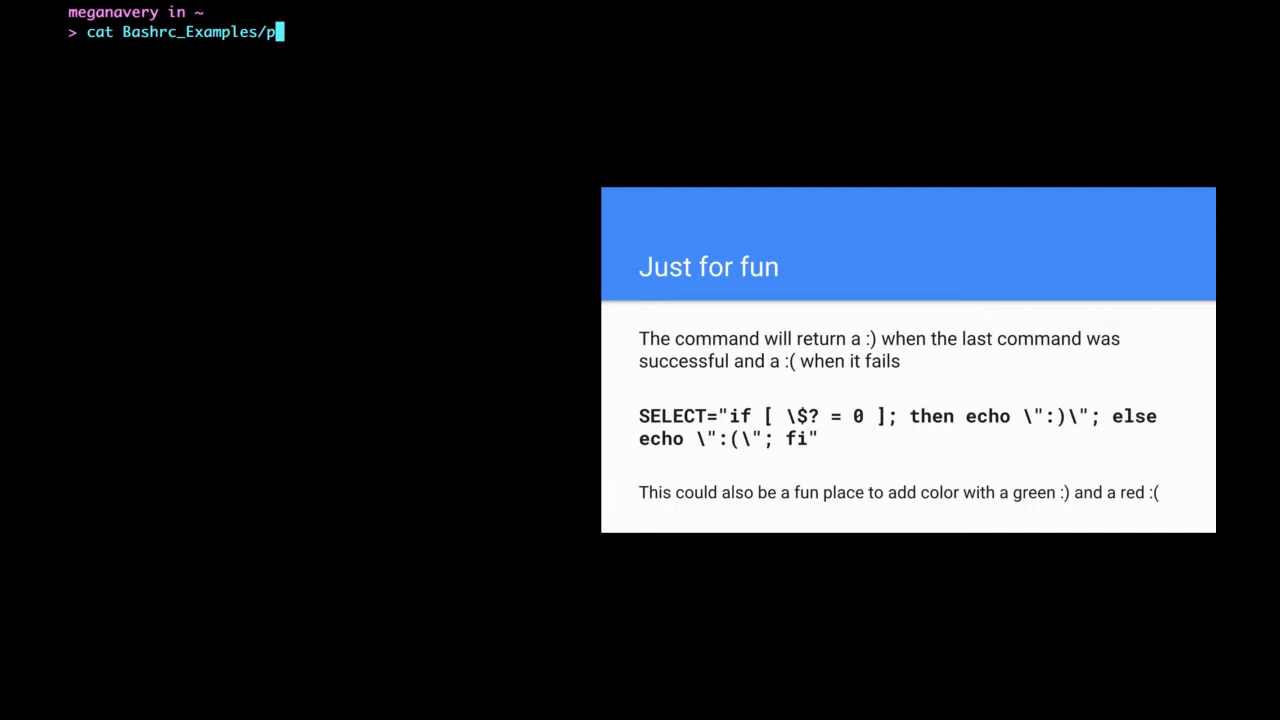 meganavery in ~
> cat Bashrc_Examples/p
Just for fun
The command will return a :) when the last command was
successful and a :( when it fails
SELECT="if [ \$? = 0 ]; then echo \":)\"; else
echo \":(\"; fi"
This could also be a fun place to add color with a green :) and a red :(